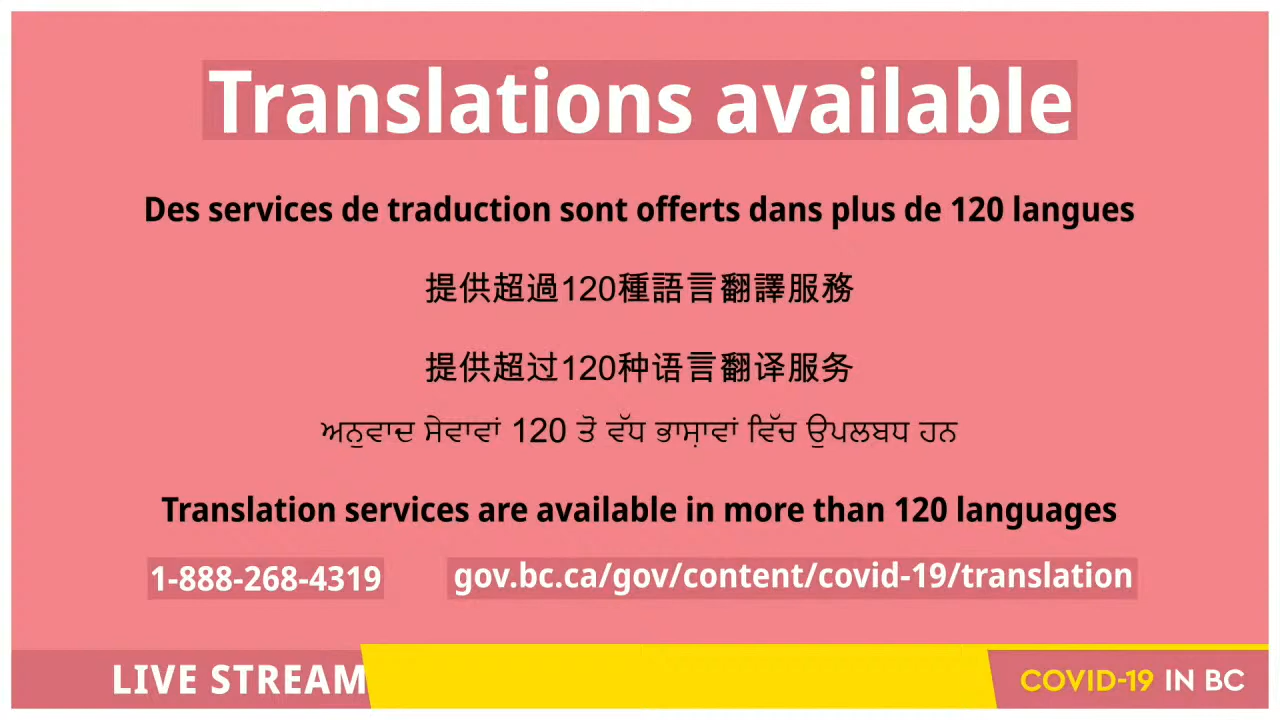 Translations available
Des services de traduction sont offerts dans plus de 120 langues
提供超過120種語言翻譯服務
提供超过120种语言翻译服务
ਅਨੁਵਾਦ ਸੇਵਾਵਾਂ 120 ਤੋਂ ਵੱਧ ਭਾਸ਼ਾਵਾਂ ਵਿੱਚ ਉਪਲਬਧ ਹਨ
Translation services are available in more than 120 languages
1-888-268-4319 gov.bc.ca/gov/content/covid-19/translation
LIVE STREAM COVID-19 IN BC